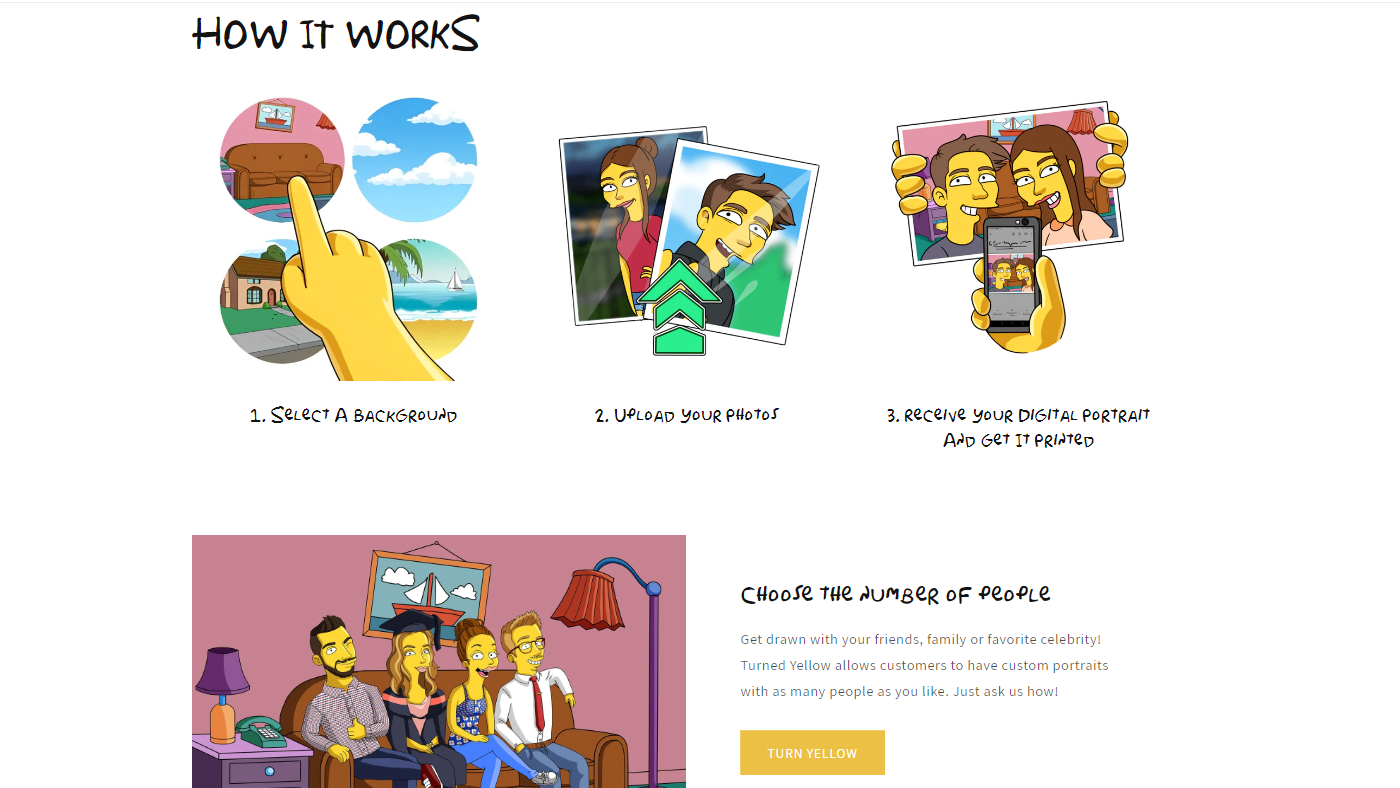 How It Works
1. Select A Background
2. Upload Your Photos
3. Receive Your Digital Portrait
And Get It Printed
Choose The Number Of People
Get drawn with your friends, family or favorite celebrity!
Turned Yellow allows customers to have custom portraits
with as many people as you like. Just ask us how!
TURN YELLOW